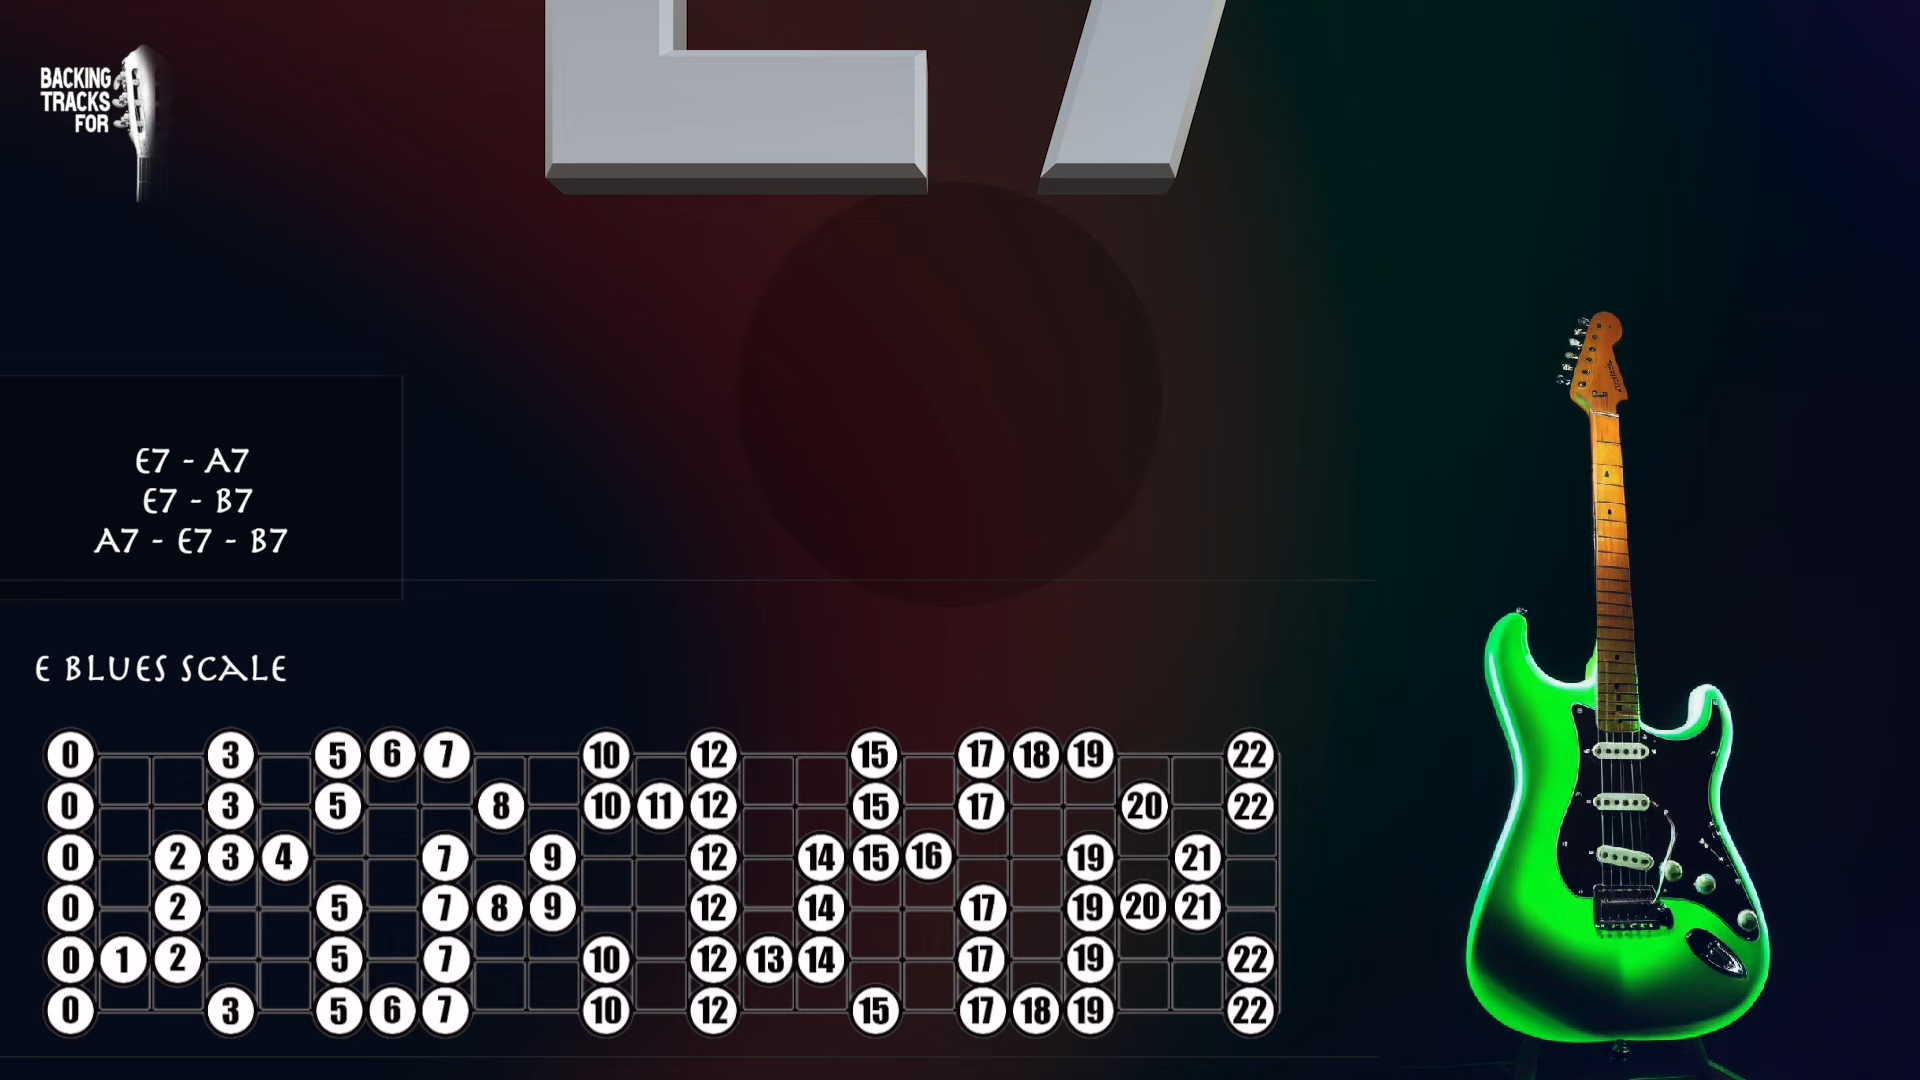 BACKING
TRACKS
FOR
E7
E7 - A7
E7 - B7
A7 - E7 - B7
E BLUES SCALE
0 3 5 6 7 10 12 15 17 18 19 22
0 3 5 8 10 11 12 15 17 20 22
0 2 3 4 7 9 12 14 15 16 19 21
0 2 5 7 8 9 12 14 17 19 20 21
0 1 2 5 7 10 12 13 14 17 19 22
0 3 5 6 7 10 12 15 17 18 19 22